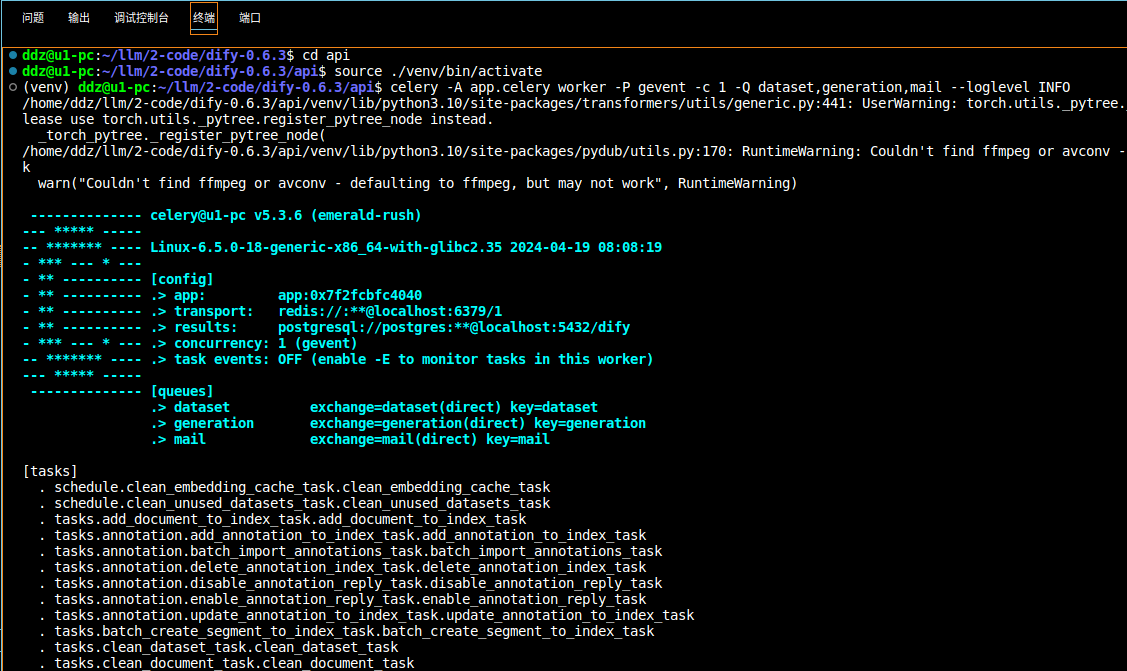 问题 输出 调试控制台 终端 端口
ddz@u1-pc:~/llm/2-code/dify-0.6.3$ cd api
ddz@u1-pc:~/llm/2-code/dify-0.6.3/api$ source ./venv/bin/activate
(venv) ddz@u1-pc:~/llm/2-code/dify-0.6.3/api$ celery -A app.celery worker -P gevent -c 1 -Q dataset,generation,mail --loglevel INFO
/home/ddz/llm/2-code/dify-0.6.3/api/venv/lib/python3.10/site-packages/transformers/utils/generic.py:441: UserWarning: torch.utils._pytree.
lease use torch.utils._pytree.register_pytree_node instead.
  _torch_pytree._register_pytree_node(
/home/ddz/llm/2-code/dify-0.6.3/api/venv/lib/python3.10/site-packages/pydub/utils.py:170: RuntimeWarning: Couldn't find ffmpeg or avconv -
k
  warn("Couldn't find ffmpeg or avconv - defaulting to ffmpeg, but may not work", RuntimeWarning)
 -------------- celery@u1-pc v5.3.6 (emerald-rush)
--- ***** -----
-- ******* ---- Linux-6.5.0-18-generic-x86_64-with-glibc2.35 2024-04-19 08:08:19
- *** --- * ---
- ** ---------- [config]
- ** ---------- .> app:         app:0x7f2fcbfc4040
- ** ---------- .> transport:   redis://:**@localhost:6379/1
- ** ---------- .> results:     postgresql://postgres:**@localhost:5432/dify
- *** --- * --- .> concurrency: 1 (gevent)
-- ******* ---- .> task events: OFF (enable -E to monitor tasks in this worker)
--- ***** -----
 -------------- [queues]
                .> dataset          exchange=dataset(direct) key=dataset
                .> generation       exchange=generation(direct) key=generation
                .> mail             exchange=mail(direct) key=mail
[tasks]
  . schedule.clean_embedding_cache_task.clean_embedding_cache_task
  . schedule.clean_unused_datasets_task.clean_unused_datasets_task
  . tasks.add_document_to_index_task.add_document_to_index_task
  . tasks.annotation.add_annotation_to_index_task.add_annotation_to_index_task
  . tasks.annotation.batch_import_annotations_task.batch_import_annotations_task
  . tasks.annotation.delete_annotation_index_task.delete_annotation_index_task
  . tasks.annotation.disable_annotation_reply_task.disable_annotation_reply_task
  . tasks.annotation.enable_annotation_reply_task.enable_annotation_reply_task
  . tasks.annotation.update_annotation_to_index_task.update_annotation_to_index_task
  . tasks.batch_create_segment_to_index_task.batch_create_segment_to_index_task
  . tasks.clean_dataset_task.clean_dataset_task
  . tasks.clean_document_task.clean_document_task